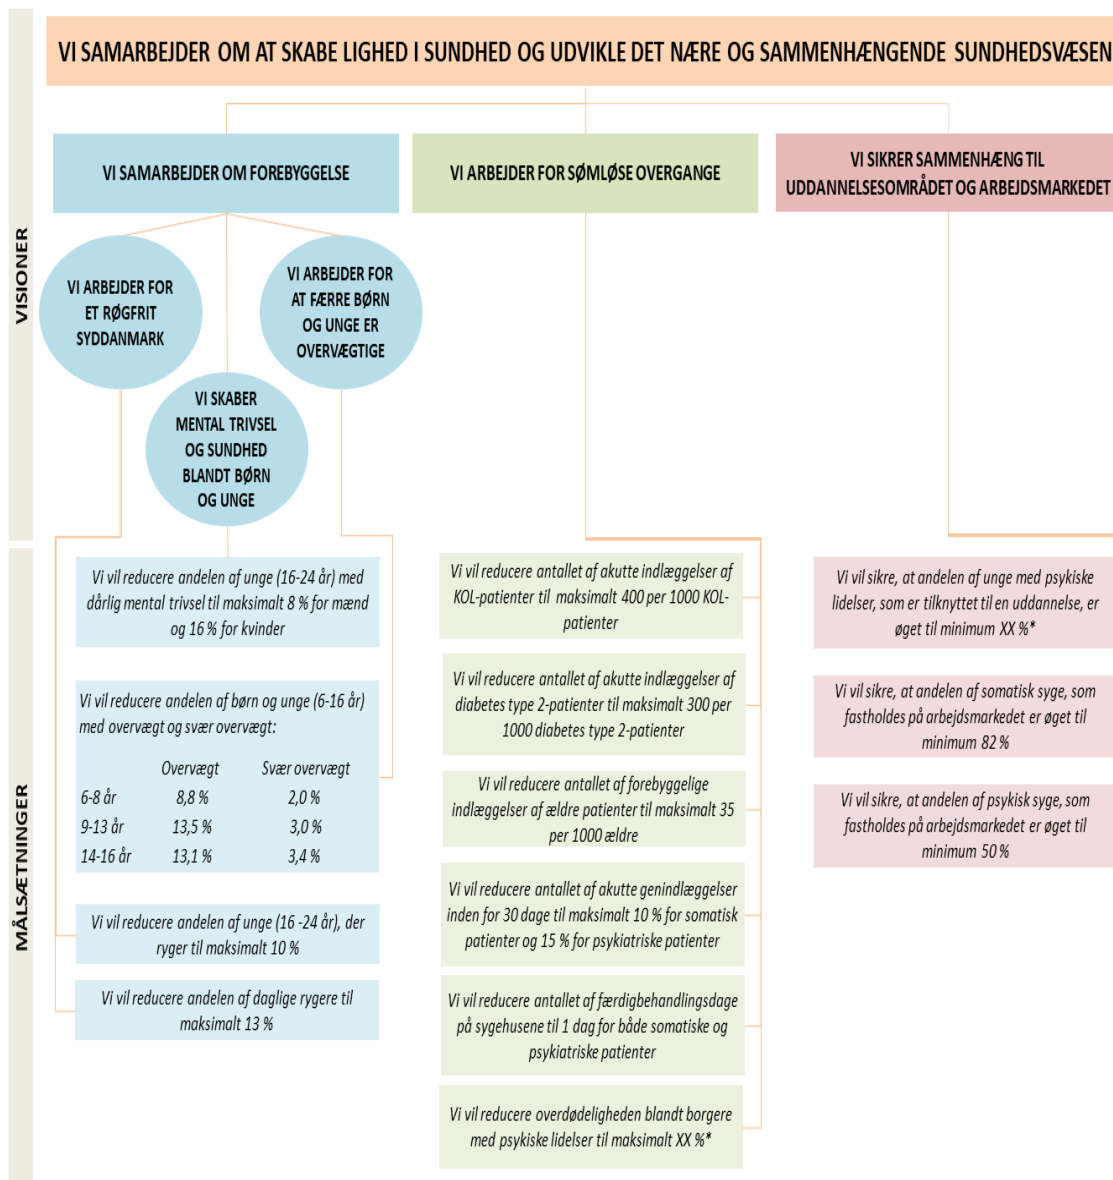 VI SAMARBEJDER OM AT SKABE LIGHED I SUNDHED OG UDVIKLE DET NÆRE OG SAMMENHÆNGENDE SUNDHEDSVÆSEN
VISIONER
VI SAMARBEJDER OM FOREBYGGELSE
VI ARBEJDER FOR
ET RØGFRIT
SYDDANMARK
VI SKABER
MENTAL TRIVSEL
OG SUNDHED
BLANDT BØRN
OG UNGE
VI ARBEJDER FOR
AT FÆRRE BØRN
OG UNGE ER
OVERVÆGTIGE
VI ARBEJDER FOR SØMLØSE OVERGANGE
VI SIKRER SAMMENHÆNG TIL
UDDANNELSESOMRÅDET OG ARBEJDSMARKEDET
MÅLSÆTNINGER
Vi vil reducere andelen af unge (16-24 år) med
dårlig mental trivsel til maksimalt 8 % for mænd
og 16 % for kvinder
Vi vil reducere andelen af børn og unge (6-16 år)
med overvægt og svær overvægt:
Overvægt Svær overvægt
6-8 år 8,8 % 2,0 %
9-13 år 13,5 % 3,0 %
14-16 år 13,1 % 3,4 %
Vi vil reducere andelen af unge (16 -24 år), der
ryger til maksimalt 10 %
Vi vil reducere andelen af daglige rygere til
maksimalt 13 %
Vi vil reducere antallet af akutte indlæggelser af
KOL-patienter til maksimalt 400 per 1000 KOL-
patienter
Vi vil reducere antallet af akutte indlæggelser af
diabetes type 2-patienter til maksimalt 300 per
1000 diabetes type 2-patienter
Vi vil reducere antallet af forebyggelige
indlæggelser af ældre patienter til maksimalt 35
per 1000 ældre
Vi vil reducere antallet af akutte genindlæggelser
inden for 30 dage til maksimalt 10 % for somatisk
patienter og 15 % for psykiatriske patienter
Vi vil reducere antallet af færdigbehandlingsdage
på sygehusene til 1 dag for både somatiske og
psykiatriske patienter
Vi vil reducere overdødeligheden blandt borgere
med psykiske lidelser til maksimalt XX %*
Vi vil sikre, at andelen af unge med psykiske
lidelser, som er tilknyttet til en uddannelse, er
øget til minimum XX %*
Vi vil sikre, at andelen af somatisk syge, som
fastholdes på arbejdsmarkedet er øget til
minimum 82 %
Vi vil sikre, at andelen af psykisk syge, som
fastholdes på arbejdsmarkedet er øget til
minimum 50 %